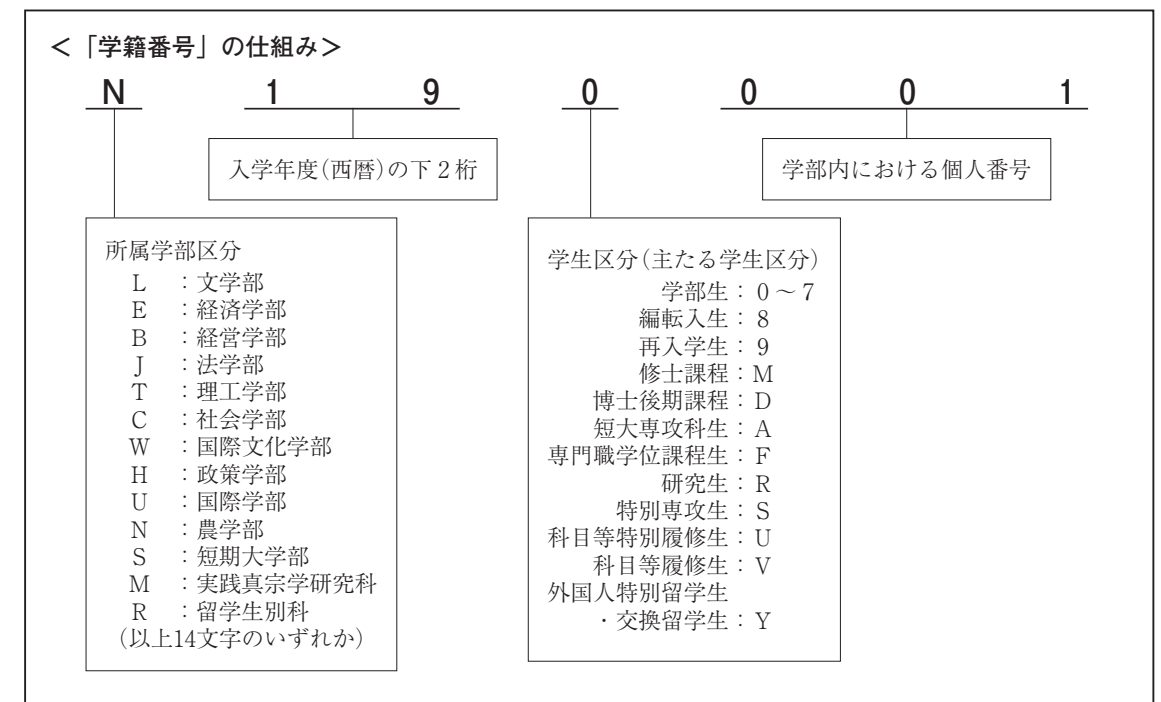 ＜「学籍番号」の仕組み＞
N 1 9 0 0 0 1
入学年度(西暦)の下２桁
学部内における個人番号
所属学部区分
L ：文学部
E ：経済学部
B ：経営学部
J ：法学部
T ：理工学部
C ：社会学部
W ：国際文化学部
H ：政策学部
U ：国際学部
N ：農学部
S ：短期大学部
M ：実践真宗学研究科
R ：留学生別科
(以上14文字のいずれか)
学生区分(主たる学生区分)
学部生：０～７
編転入生：８
再入学生：９
修士課程：M
博士後期課程：D
短大専攻科生：A
専門職学位課程生：F
研究生：R
特別専攻生：S
科目等特別履修生：U
科目等履修生：V
外国人特別留学生
・交換留学生：Y